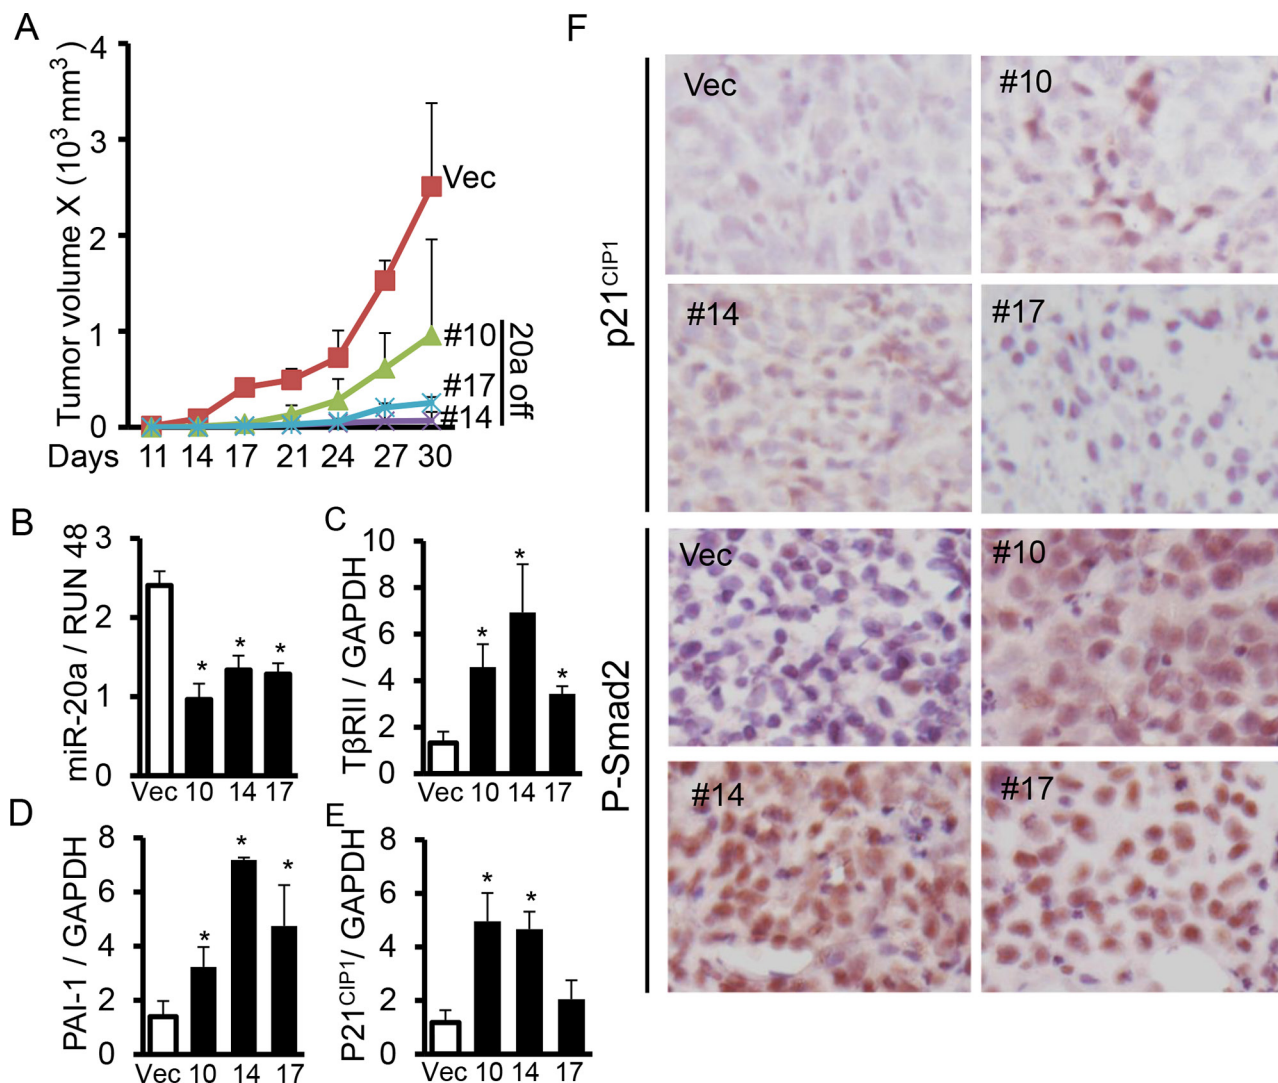 A
Tumor volume X (10³ mm³)
4
3
2
1
0
Vec
#10
#17
#14
20a off
Days 11 14 17 21 24 27 30
B
miR-20a / RUN 48
3
2
1
0
*
*
*
Vec 10 14 17
C
TβRII / GAPDH
10
8
6
4
2
0
*
*
*
Vec 10 14 17
D
PAI-1 / GAPDH
8
6
4
2
0
*
*
*
Vec 10 14 17
E
P21^CIP1 / GAPDH
8
6
4
2
0
*
*
Vec 10 14 17
F
p21^CIP1
Vec
#10
#14
#17
P-Smad2
Vec
#10
#14
#17